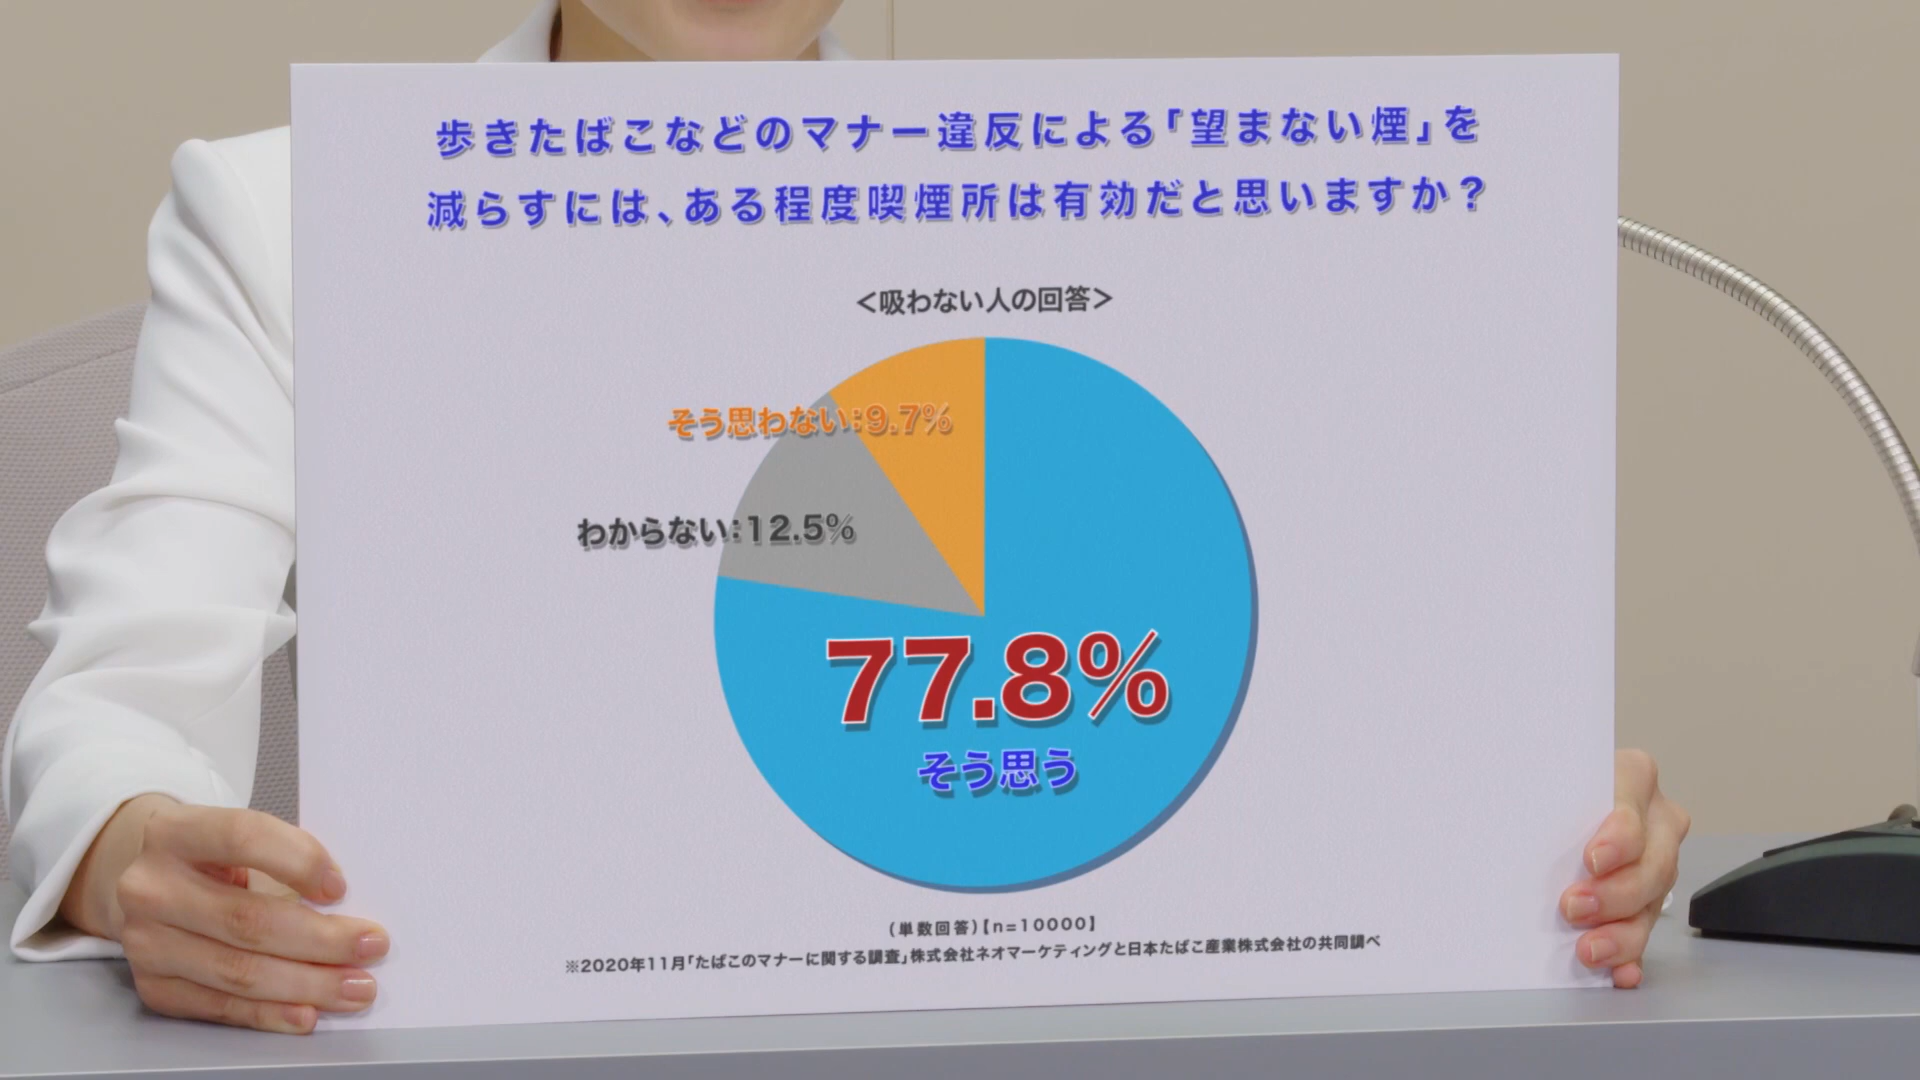 歩きたばこなどのマナー違反による「望まない煙」を
減らすには、ある程度喫煙所は有効だと思いますか？
＜吸わない人の回答＞
そう思わない：9.7%
わからない：12.5%
77.8%
そう思う
（単数回答）【n=10000】
※2020年11月「たばこのマナーに関する調査」株式会社ネオマーケティングと日本たばこ産業株式会社の共同調べ